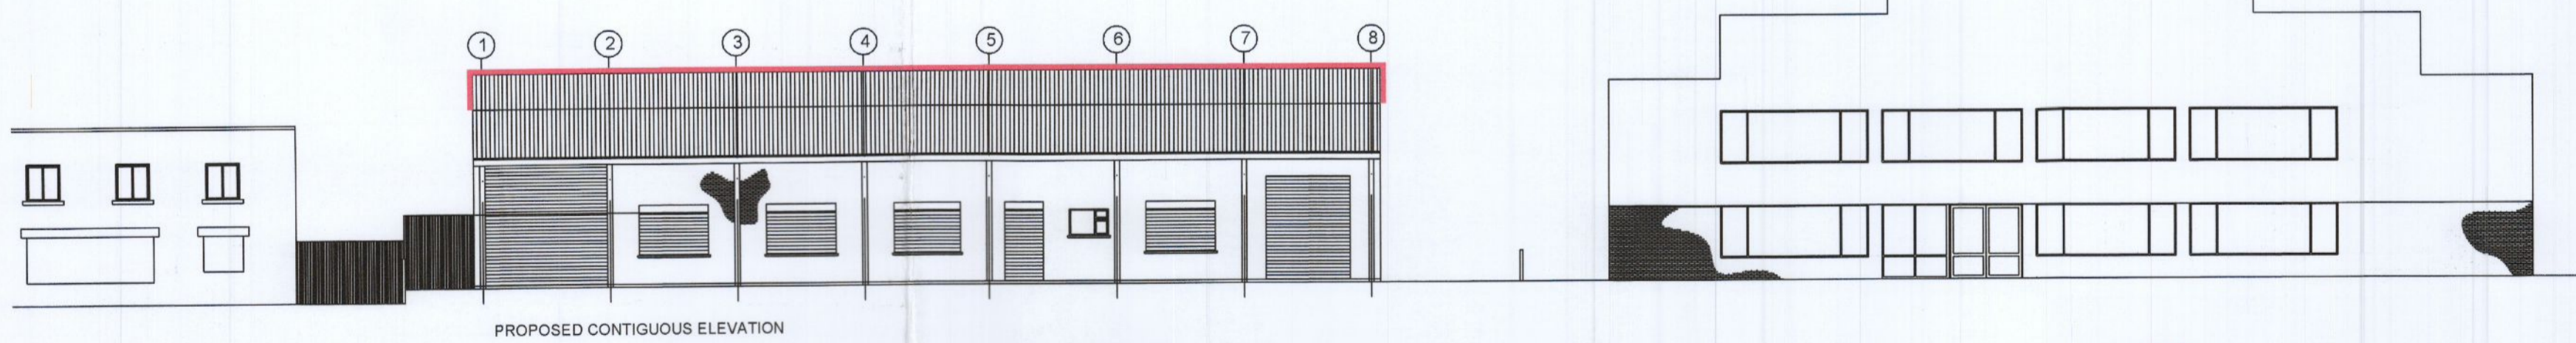 1 2 3 4 5 6 7 8
PROPOSED CONTIGUOUS ELEVATION